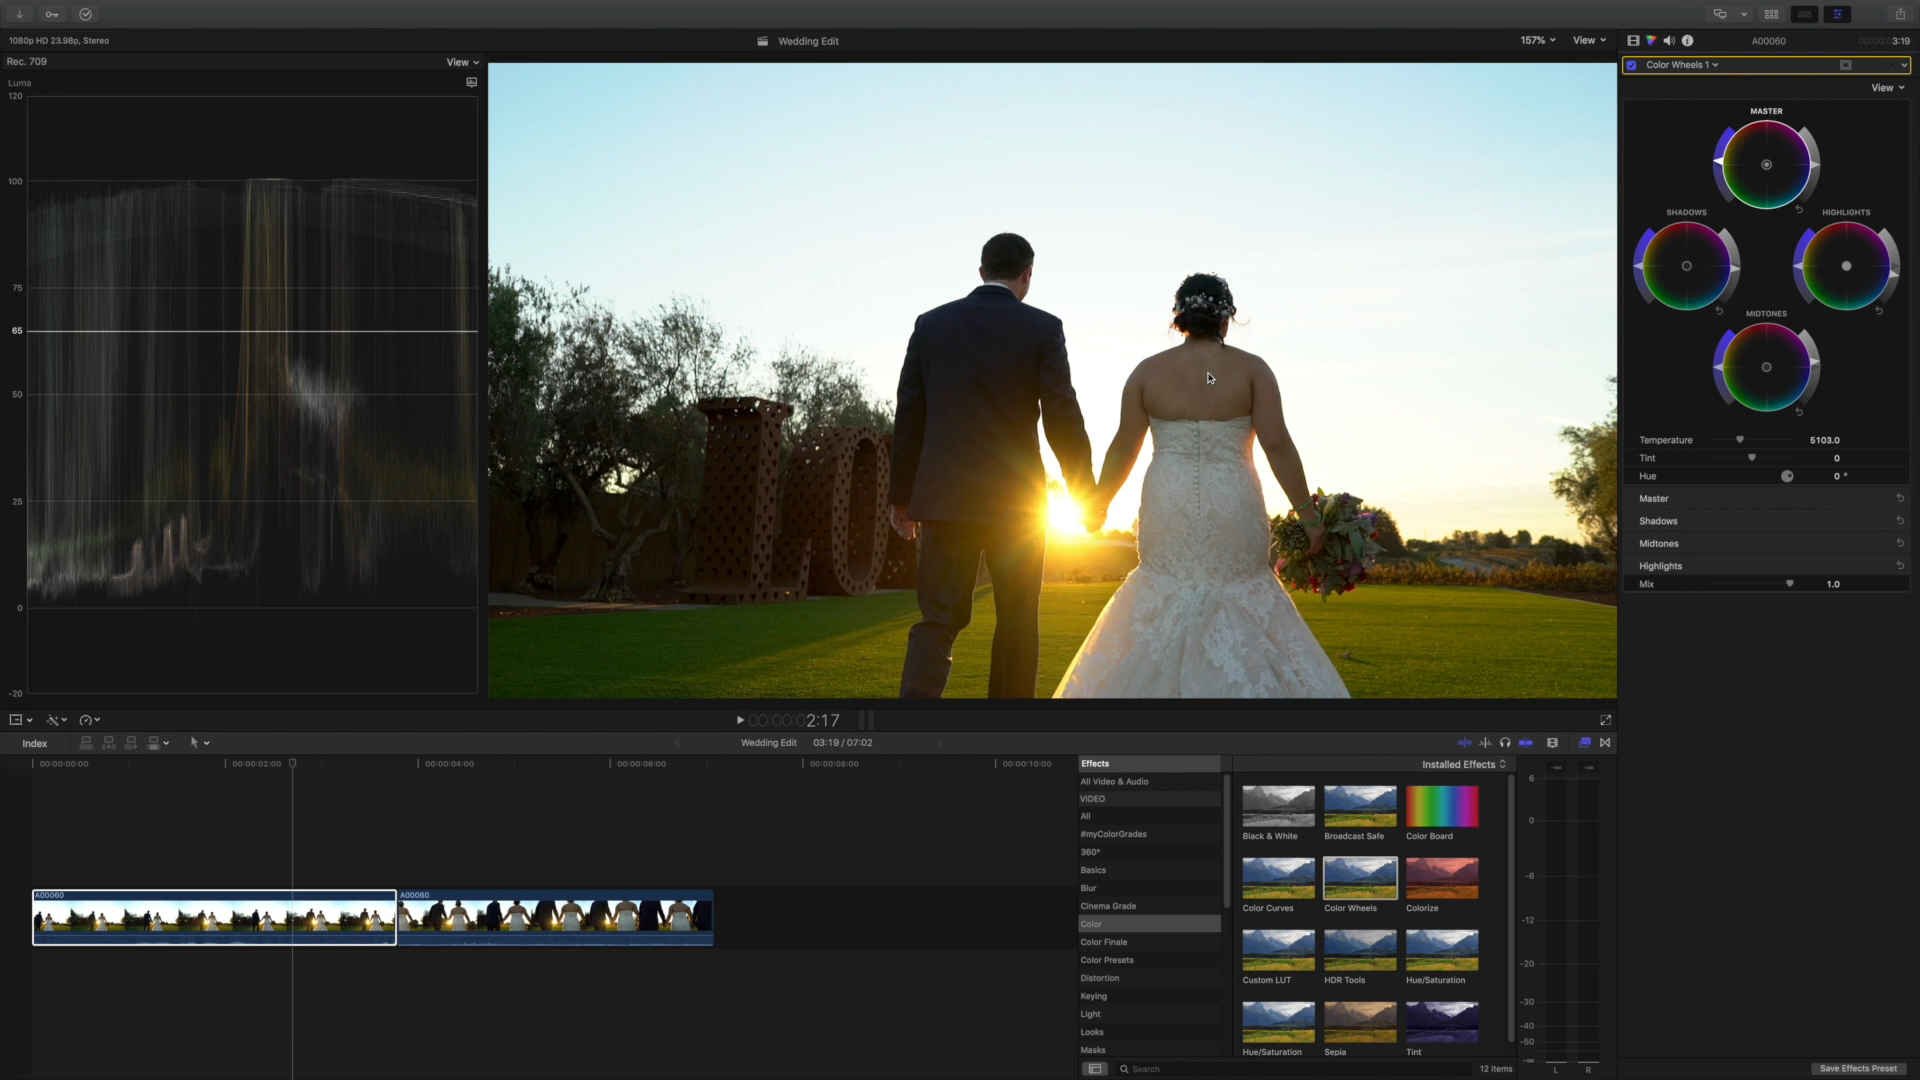 1080p HD 23.98p, Stereo
Wedding Edit
157%
View
A00060
00:00:0 3:19
Rec. 709
View
Color Wheels 1
View
Luma
120
100
75
65
50
25
0
-20
MASTER
SHADOWS
HIGHLIGHTS
MIDTONES
Temperature 5103.0
Tint 0
Hue 0 °
Master
Shadows
Midtones
Highlights
Mix 1.0
LO
00:00:02:17
Index
Wedding Edit 03:19 / 07:02
00:00:00:00
00:00:02:00
00:00:04:00
00:00:06:00
00:00:08:00
00:00:10:00
A00060
A00060
Effects
All Video & Audio
VIDEO
All
#myColorGrades
360°
Basics
Blur
Cinema Grade
Color
Color Finale
Color Presets
Distortion
Keying
Light
Looks
Masks
Installed Effects
Black & White
Broadcast Safe
Color Board
Color Curves
Color Wheels
Colorize
Custom LUT
HDR Tools
Hue/Saturation
Hue/Saturation
Sepia
Tint
Search
12 items
-∞
-∞
6
0
-6
-12
-20
-30
-40
-50
-∞
L
R
Save Effects Preset